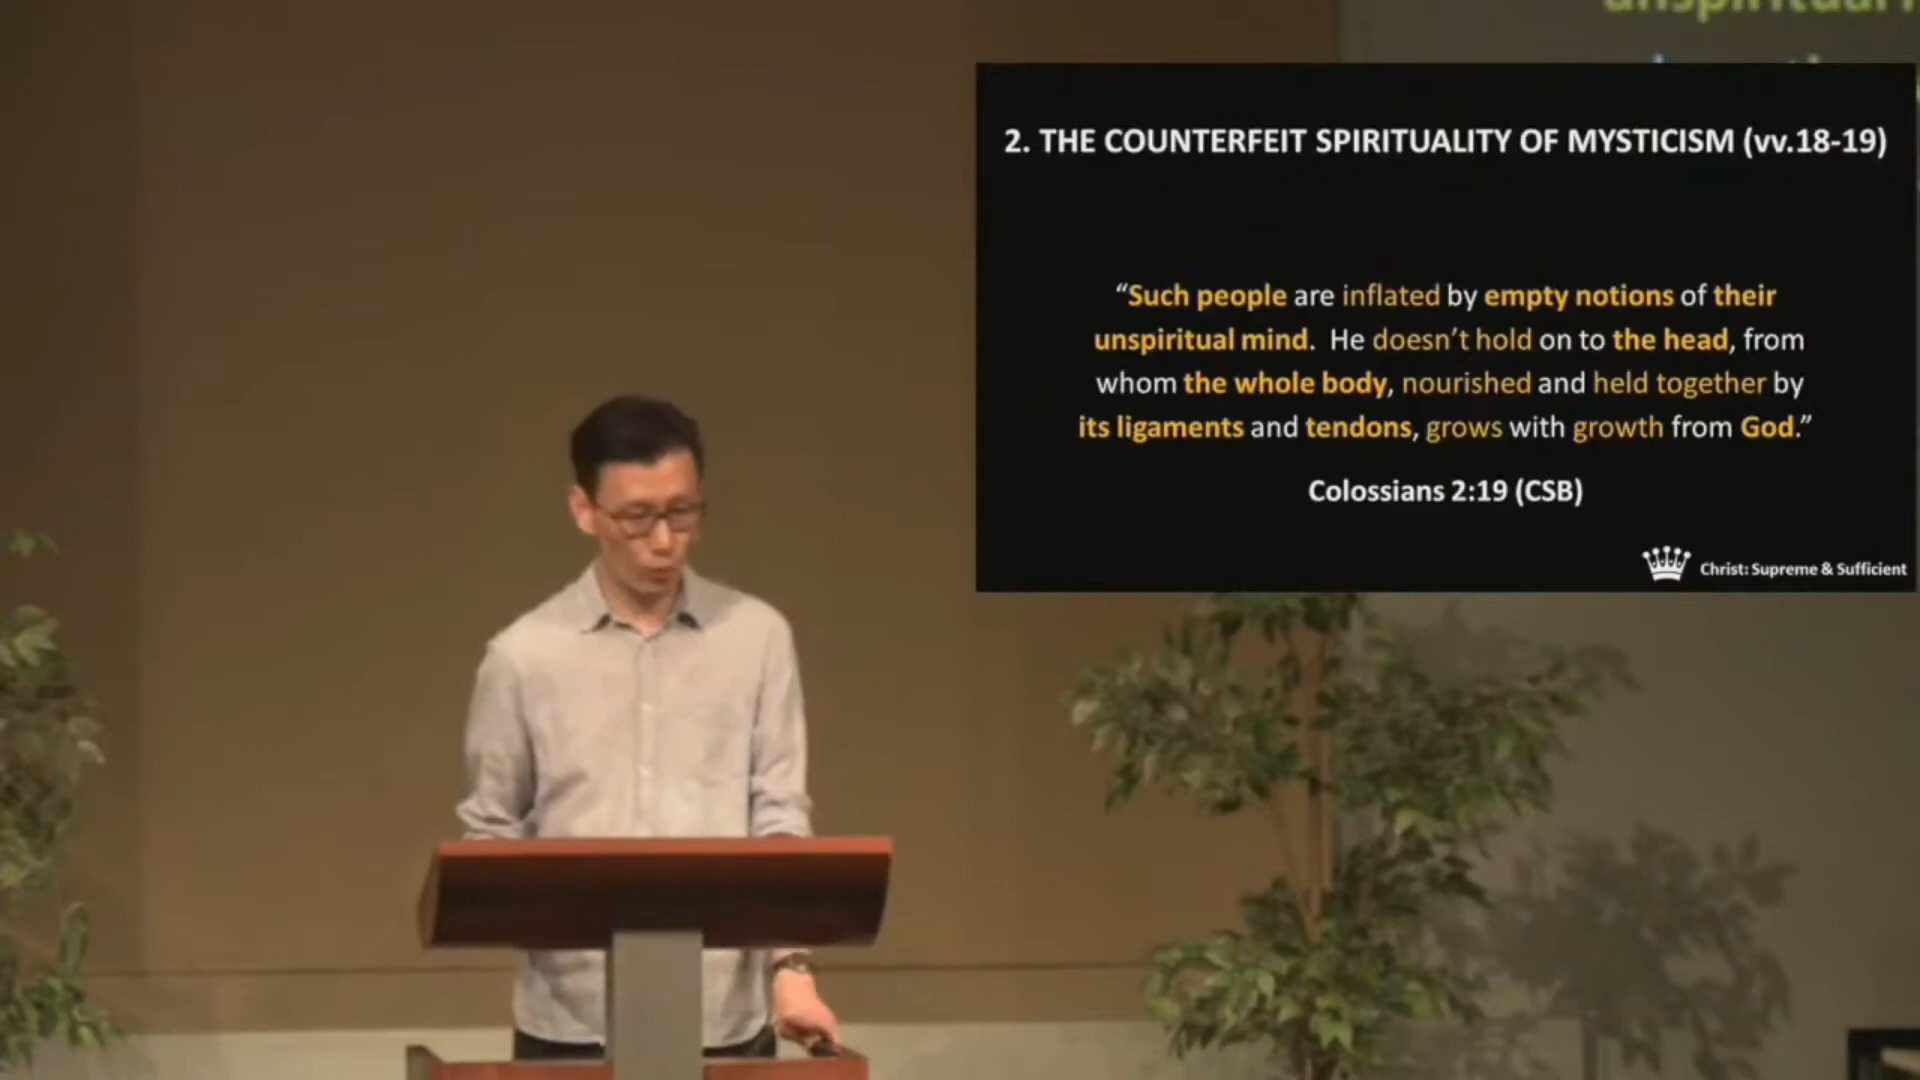 unspiritual
2. THE COUNTERFEIT SPIRITUALITY OF MYSTICISM (vv.18-19)
“Such people are inflated by empty notions of their
unspiritual mind.  He doesn’t hold on to the head, from
whom the whole body, nourished and held together by
its ligaments and tendons, grows with growth from God.”
Colossians 2:19 (CSB)
Christ: Supreme & Sufficient